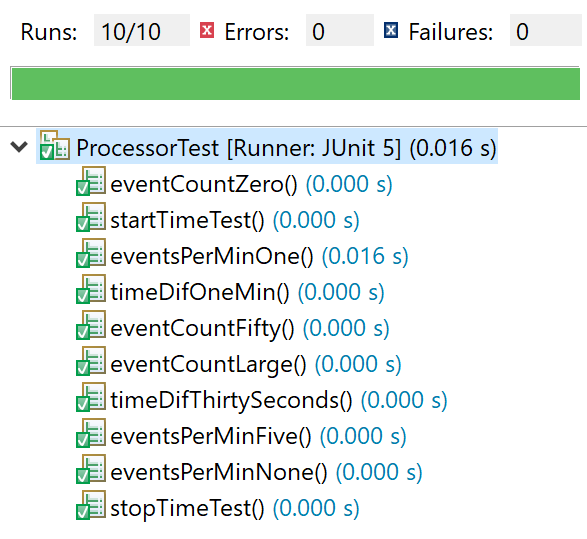 Runs: 10/10 Errors: 0 Failures: 0
ProcessorTest [Runner: JUnit 5] (0.016 s)
eventCountZero() (0.000 s)
startTimeTest() (0.000 s)
eventsPerMinOne() (0.016 s)
timeDifOneMin() (0.000 s)
eventCountFifty() (0.000 s)
eventCountLarge() (0.000 s)
timeDifThirtySeconds() (0.000 s)
eventsPerMinFive() (0.000 s)
eventsPerMinNone() (0.000 s)
stopTimeTest() (0.000 s)